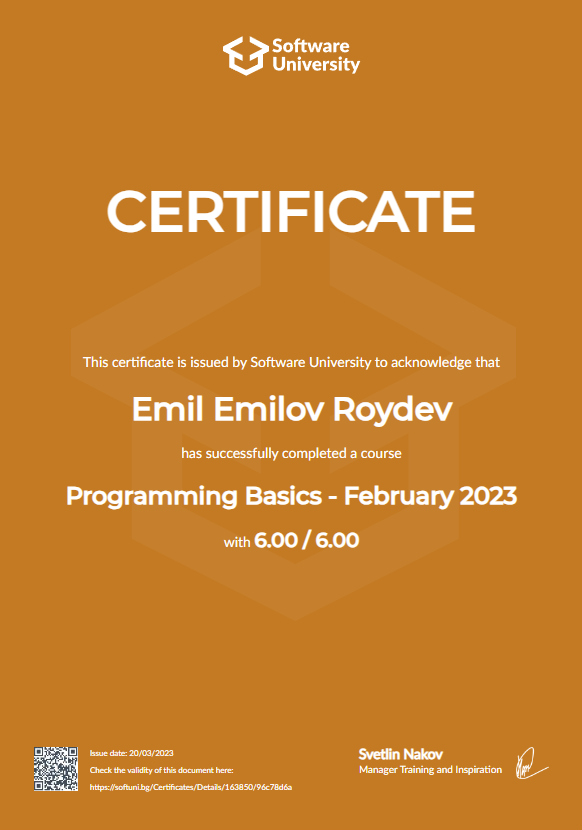 Software
University
CERTIFICATE
This certificate is issued by Software University to acknowledge that
Emil Emilov Roydev
has successfully completed a course
Programming Basics - February 2023
with 6.00 / 6.00
Issue date: 20/03/2023
Check the validity of this document here:
https://softuni.bg/Certificates/Details/163850/96c78d6a
Svetlin Nakov
Manager Training and Inspiration